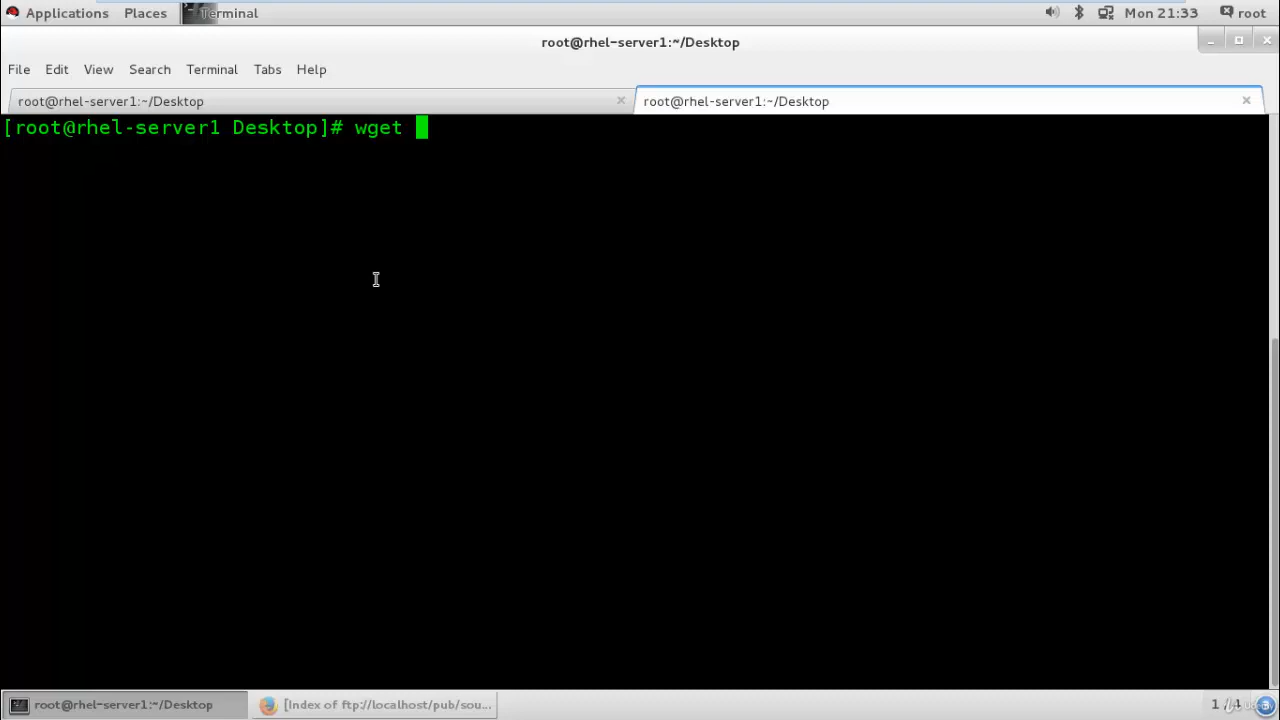 Applications Places Terminal Mon 21:33 root
root@rhel-server1:~/Desktop
File Edit View Search Terminal Tabs Help
root@rhel-server1:~/Desktop root@rhel-server1:~/Desktop
[root@rhel-server1 Desktop]# wget
root@rhel-server1:~/Desktop [Index of ftp://localhost/pub/sou... 1 / 4